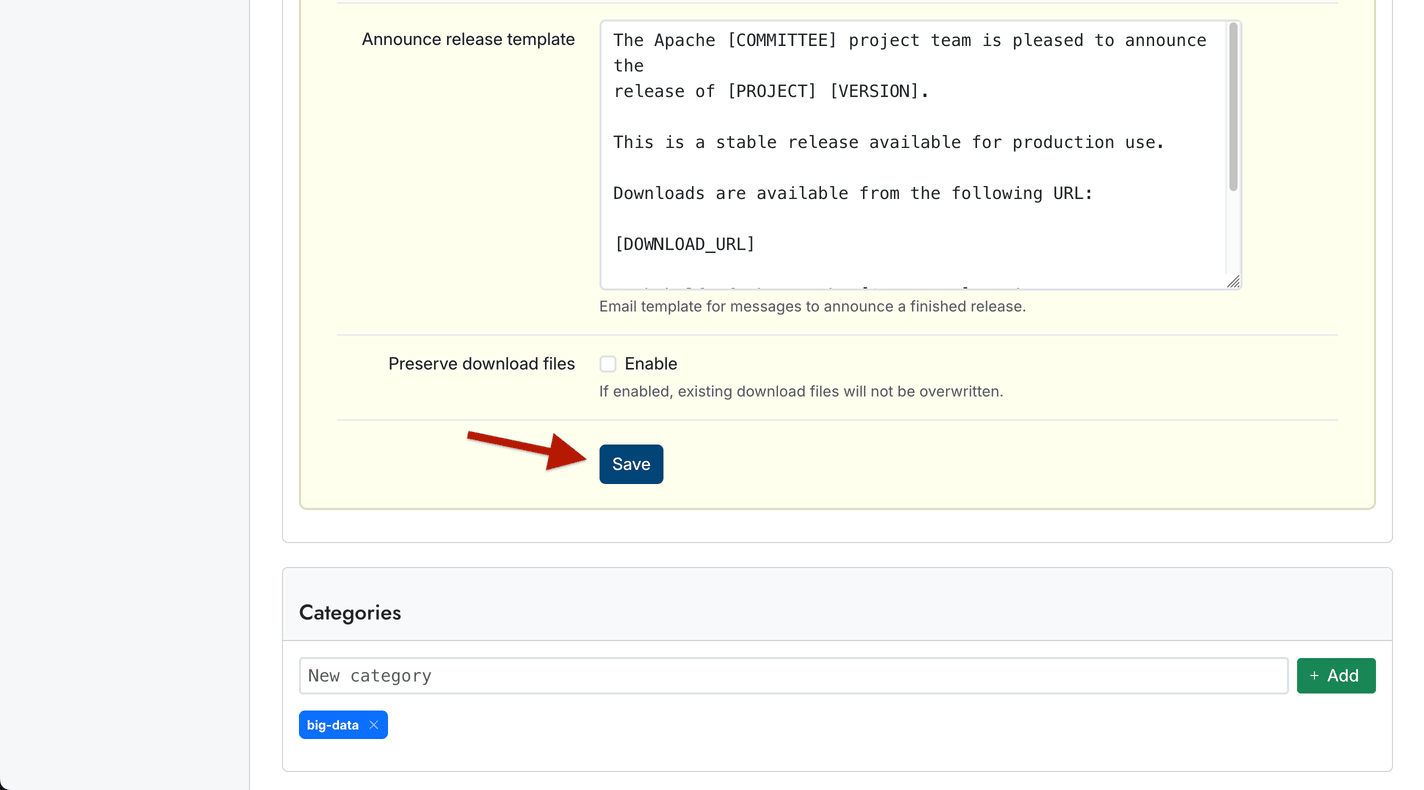 Announce release template
The Apache [COMMITTEE] project team is pleased to announce
the
release of [PROJECT] [VERSION].
This is a stable release available for production use.
Downloads are available from the following URL:
[DOWNLOAD_URL]
Email template for messages to announce a finished release.
Preserve download files
Enable
If enabled, existing download files will not be overwritten.
Save
Categories
New category
+ Add
big-data ×